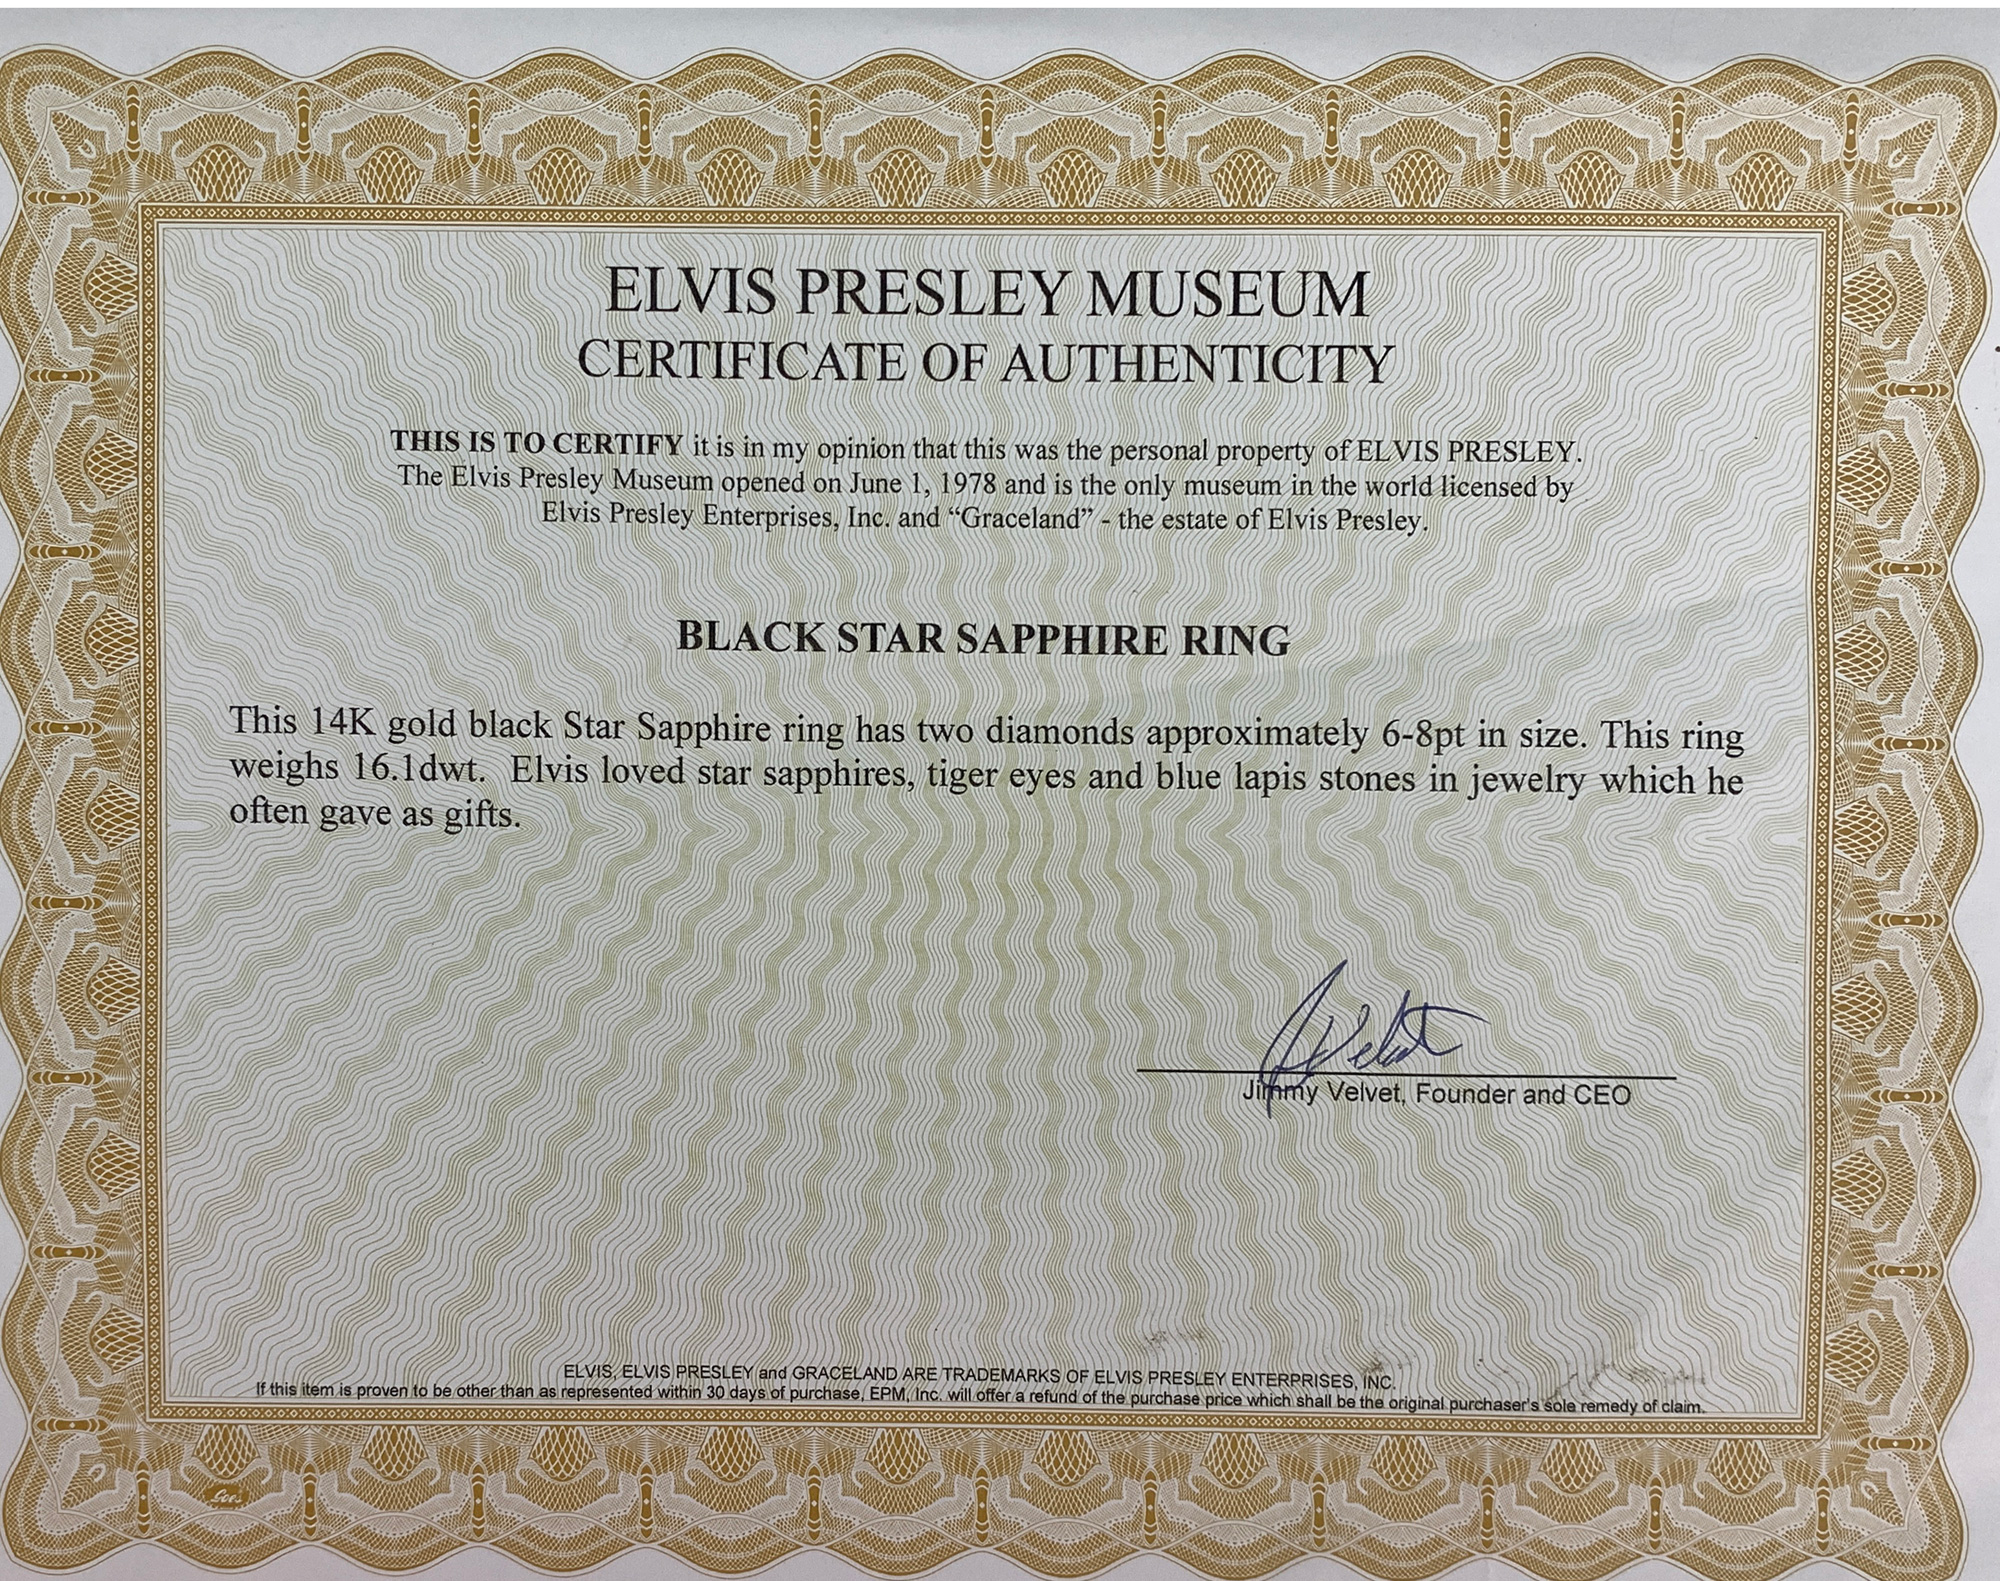 ELVIS PRESLEY MUSEUM
CERTIFICATE OF AUTHENTICITY
THIS IS TO CERTIFY it is in my opinion that this was the personal property of ELVIS PRESLEY.
The Elvis Presley Museum opened on June 1, 1978 and is the only museum in the world licensed by
Elvis Presley Enterprises, Inc. and “Graceland” - the estate of Elvis Presley.
BLACK STAR SAPPHIRE RING
This 14K gold black Star Sapphire ring has two diamonds approximately 6-8pt in size. This ring
weighs 16.1dwt. Elvis loved star sapphires, tiger eyes and blue lapis stones in jewelry which he
often gave as gifts.
J Velvet
Jimmy Velvet, Founder and CEO
ELVIS, ELVIS PRESLEY and GRACELAND ARE TRADEMARKS OF ELVIS PRESLEY ENTERPRISES, INC.
If this item is proven to be other than as represented within 30 days of purchase, EPM, Inc. will offer a refund of the purchase price which shall be the original purchaser's sole remedy of claim.
Goes